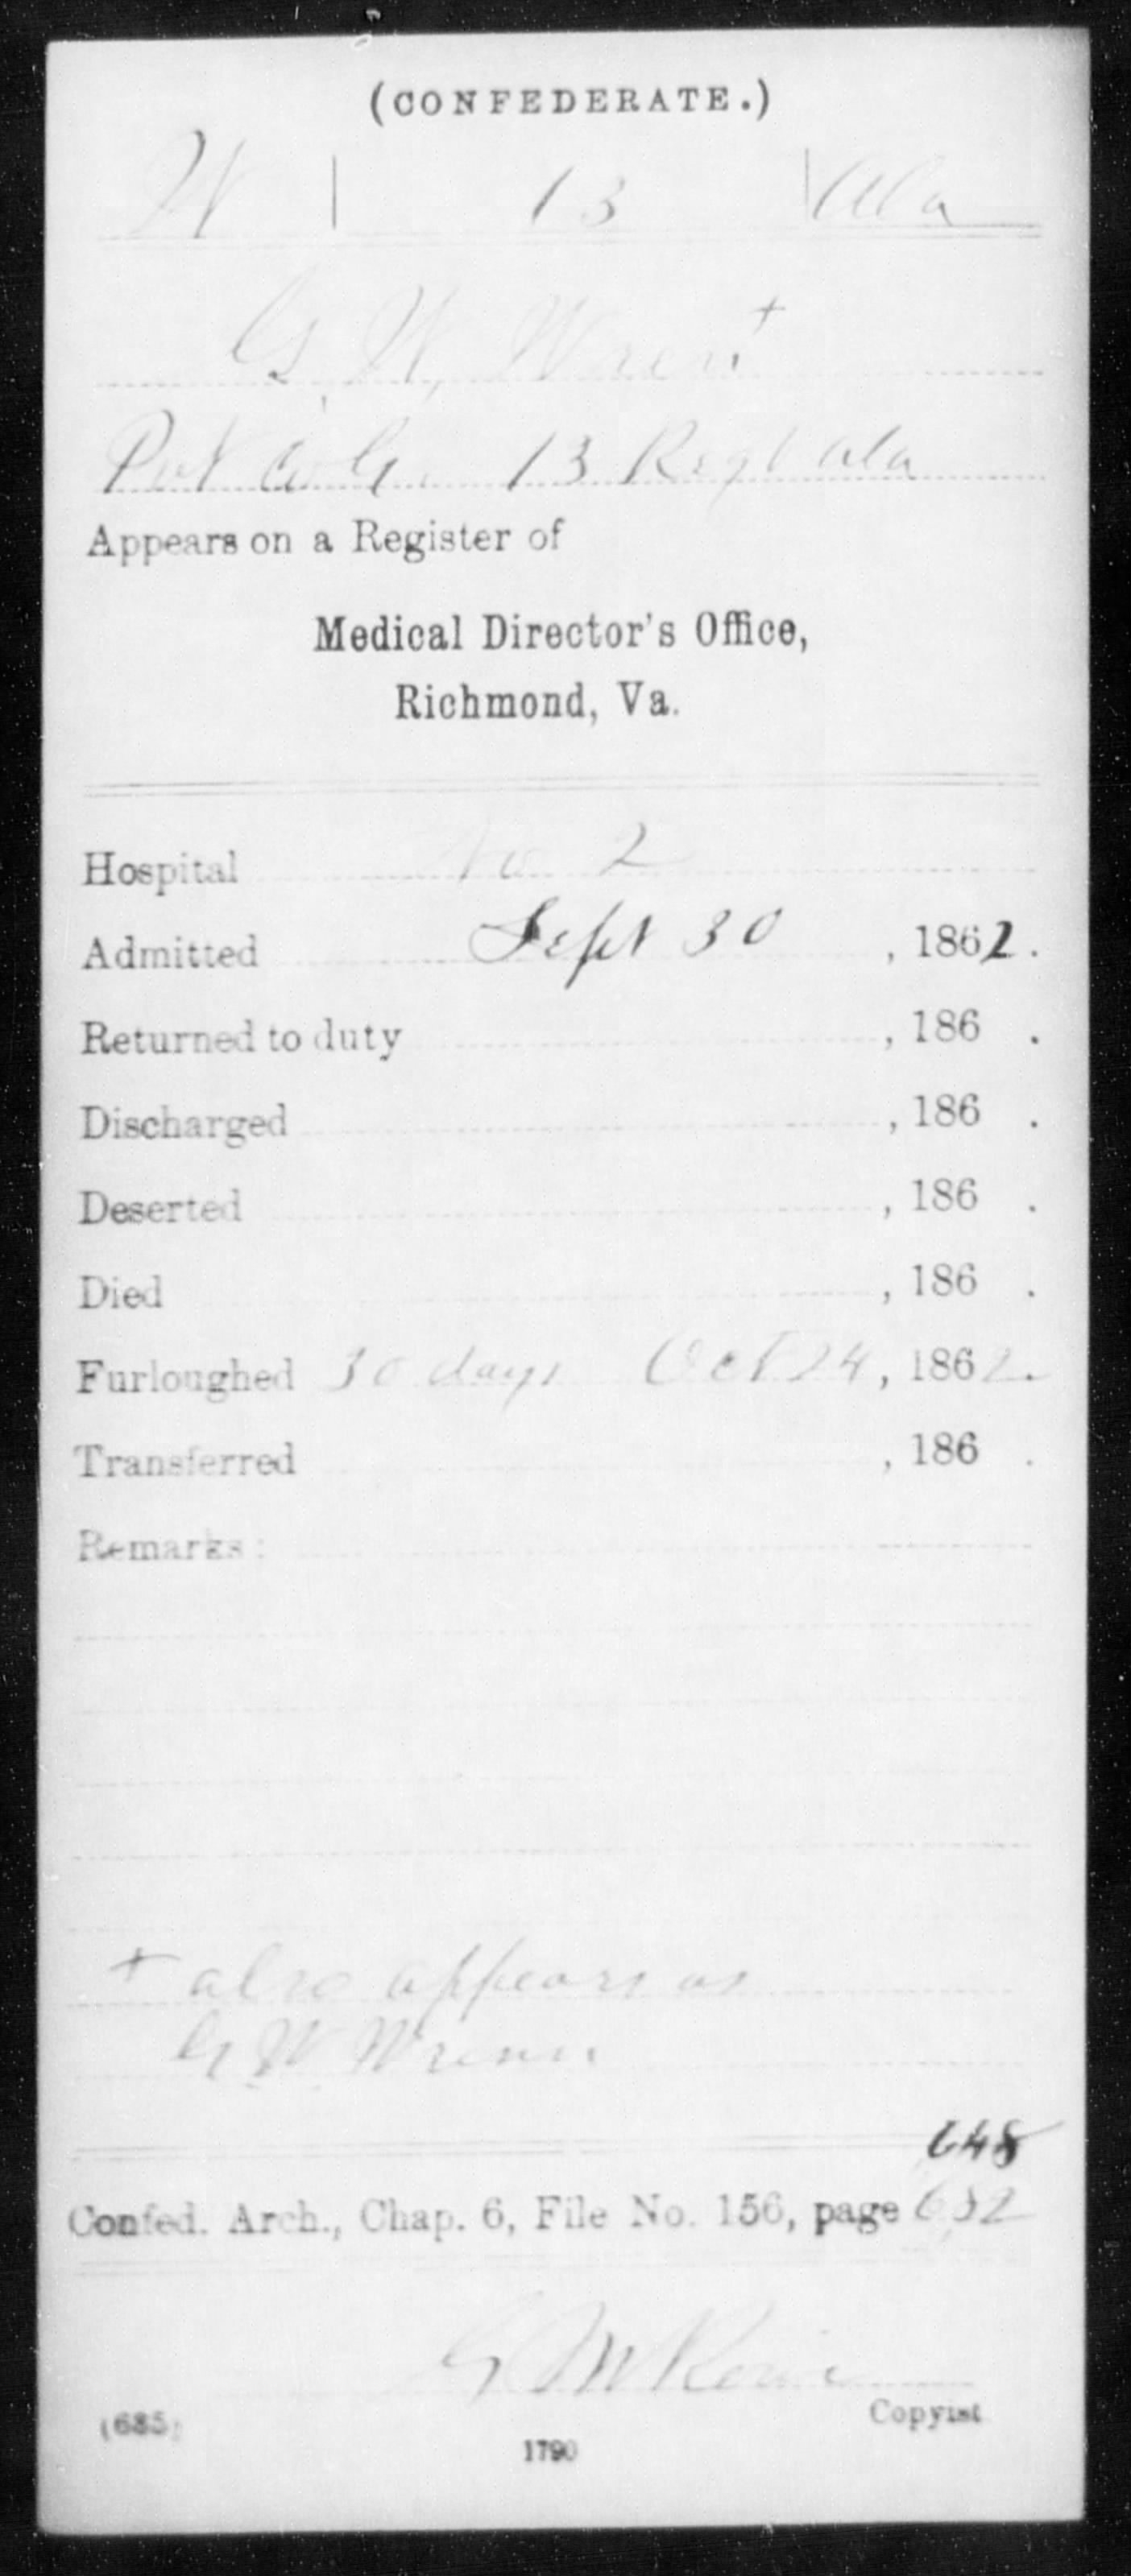 (CONFEDERATE.)
W | 13 | Ala
G. W. Wren +
Pvt Co G. 13 Regt Ala
Appears on a Register of
Medical Director's Office,
Richmond, Va.
Hospital No 2
Admitted Sept 30, 1862.
Returned to duty , 186 .
Discharged , 186 .
Deserted , 186 .
Died , 186 .
Furloughed 30 days Oct 24, 1862.
Transferred , 186 .
Remarks:
+ also appears as
G W Wrenn
648
Confed. Arch., Chap. 6, File No. 156, page 652
Copyist
(685)
1790